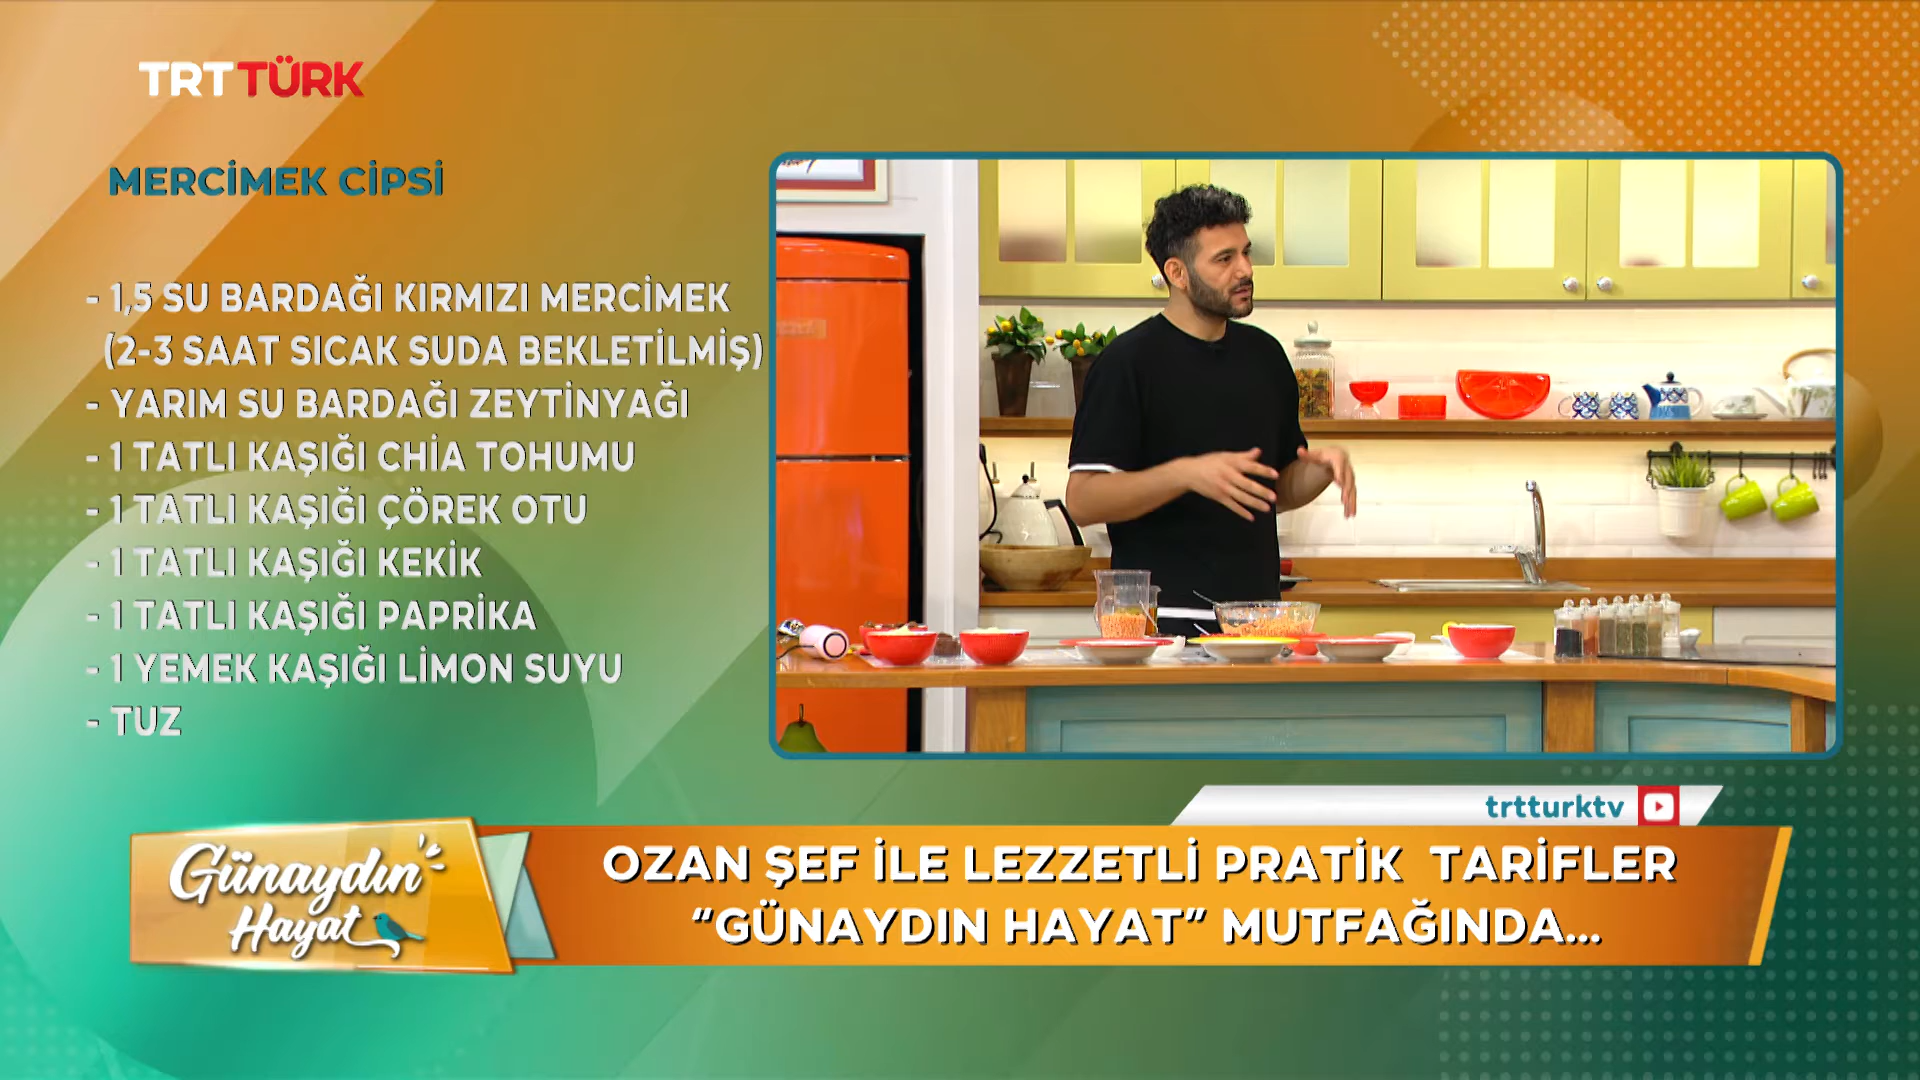 TRT TÜRK
MERCİMEK CİPSİ
- 1,5 SU BARDAĞI KIRMIZI MERCİMEK
(2-3 SAAT SICAK SUDA BEKLETİLMİŞ)
- YARIM SU BARDAĞI ZEYTİNYAĞI
- 1 TATLI KAŞIĞI CHİA TOHUMU
- 1 TATLI KAŞIĞI ÇÖREK OTU
- 1 TATLI KAŞIĞI KEKİK
- 1 TATLI KAŞIĞI PAPRİKA
- 1 YEMEK KAŞIĞI LİMON SUYU
- TUZ
trtturktv
Günaydın
Hayat
OZAN ŞEF İLE LEZZETLİ PRATİK TARİFLER
“GÜNAYDIN HAYAT” MUTFAĞINDA...